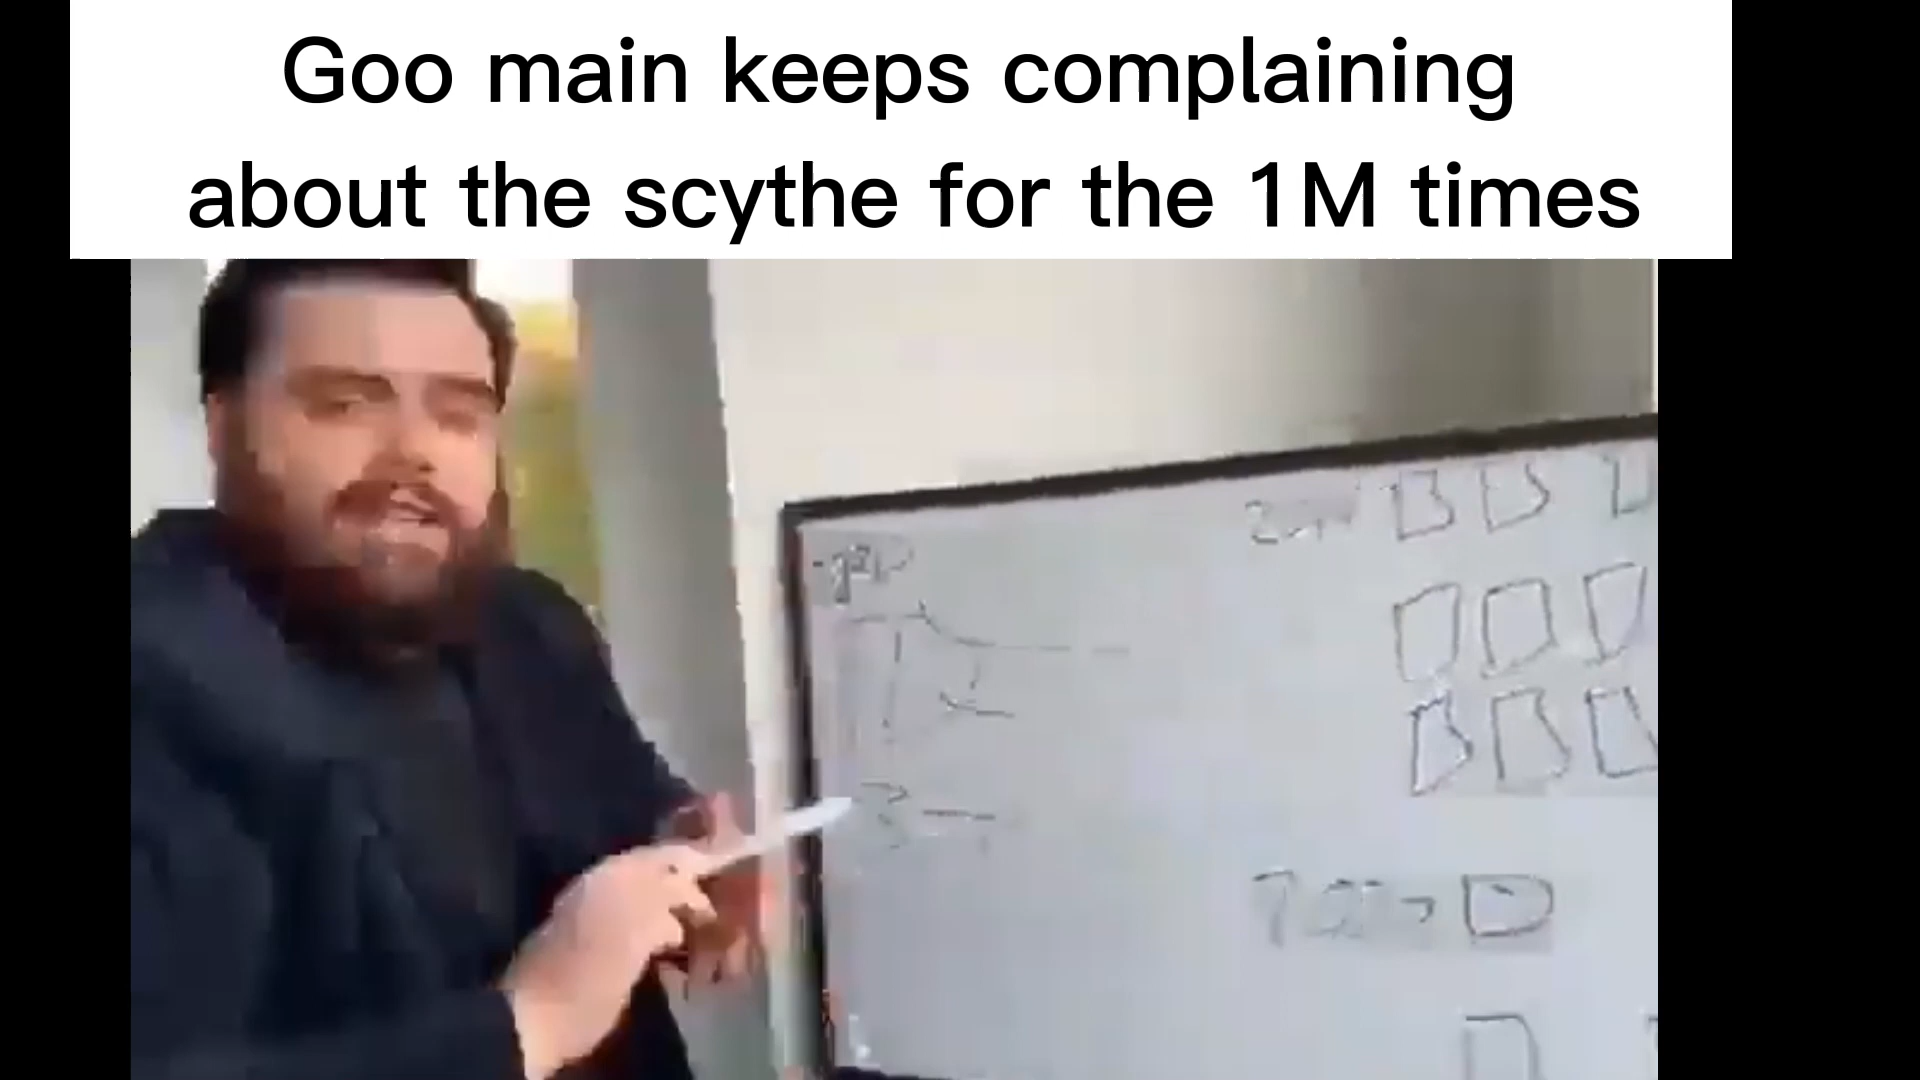 Goo main keeps complaining
about the scythe for the 1M times